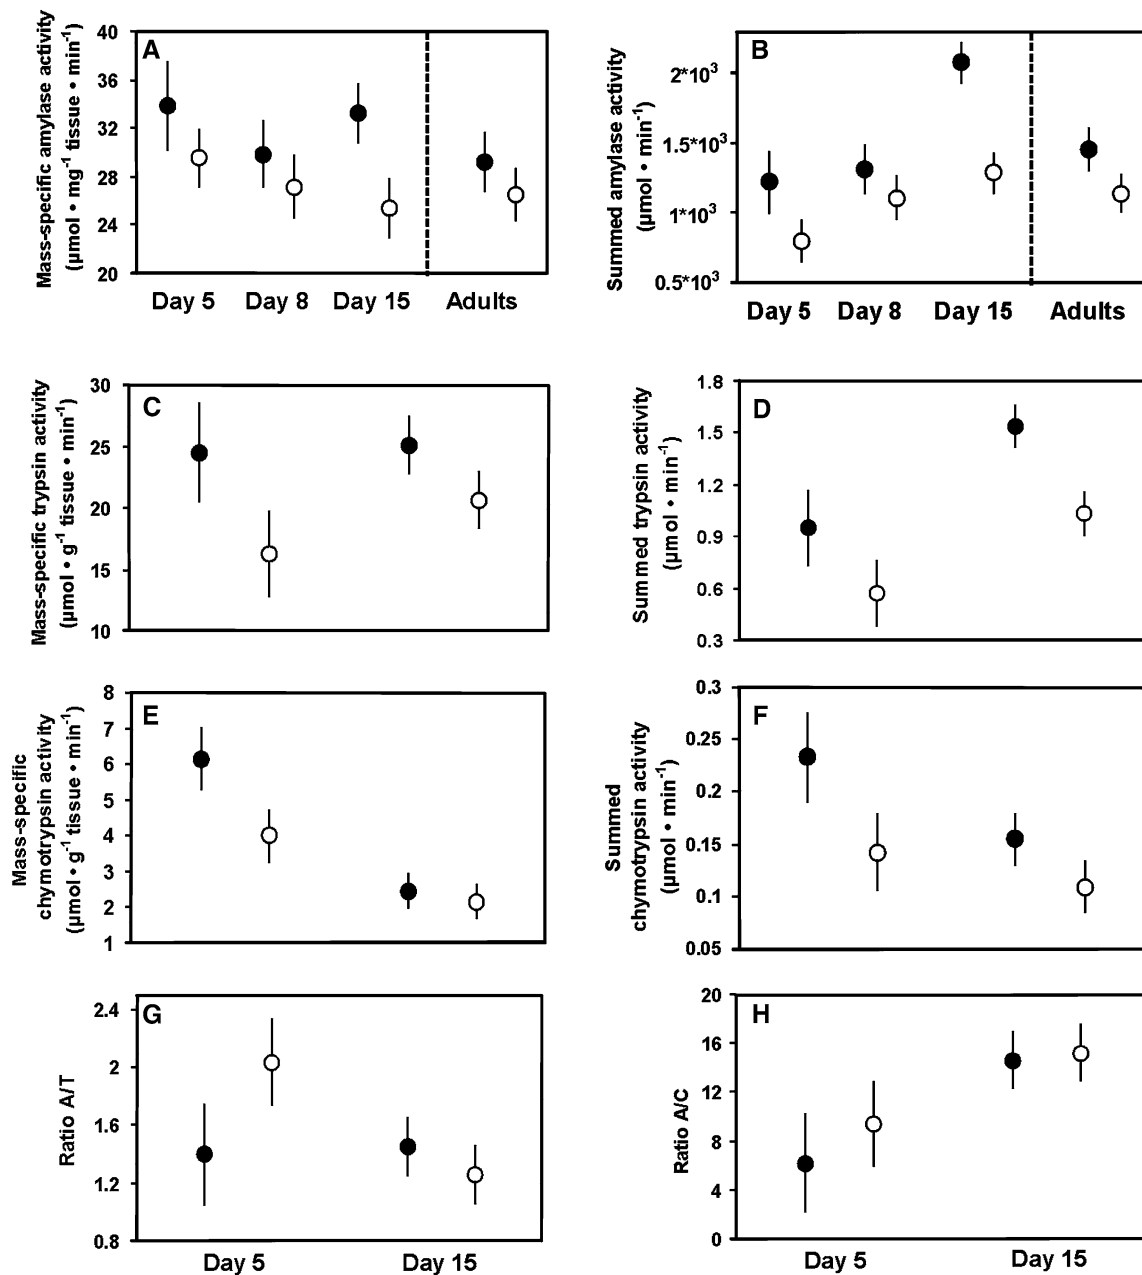 A
Mass-specific amylase activity
(µmol • mg⁻¹ tissue • min⁻¹)
40
36
32
28
24
20
Day 5 Day 8 Day 15 Adults
B
Summed amylase activity
(µmol • min⁻¹)
2*10³
1.5*10³
1*10³
0.5*10³
Day 5 Day 8 Day 15 Adults
C
Mass-specific trypsin activity
(µmol • g⁻¹ tissue • min⁻¹)
30
25
20
15
10
D
Summed trypsin activity
(µmol • min⁻¹)
1.8
1.5
1.2
0.9
0.6
0.3
E
Mass-specific
chymotrypsin activity
(µmol • g⁻¹ tissue • min⁻¹)
8
7
6
5
4
3
2
1
F
Summed
chymotrypsin activity
(µmol • min⁻¹)
0.3
0.25
0.2
0.15
0.1
0.05
G
Ratio A/T
2.4
2
1.6
1.2
0.8
Day 5 Day 15
H
Ratio A/C
20
16
12
8
4
0
Day 5 Day 15